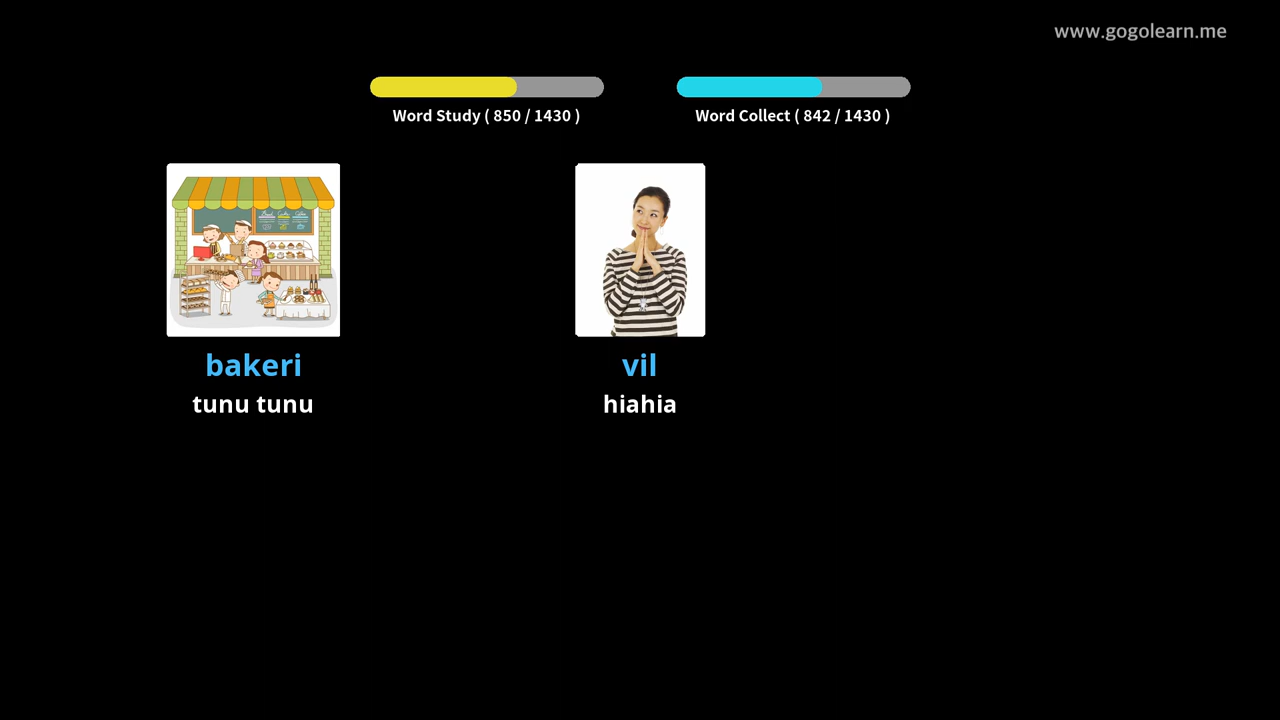 www.gogolearn.me
Word Study ( 850 / 1430 )
Word Collect ( 842 / 1430 )
bakeri
tunu tunu
vil
hiahia